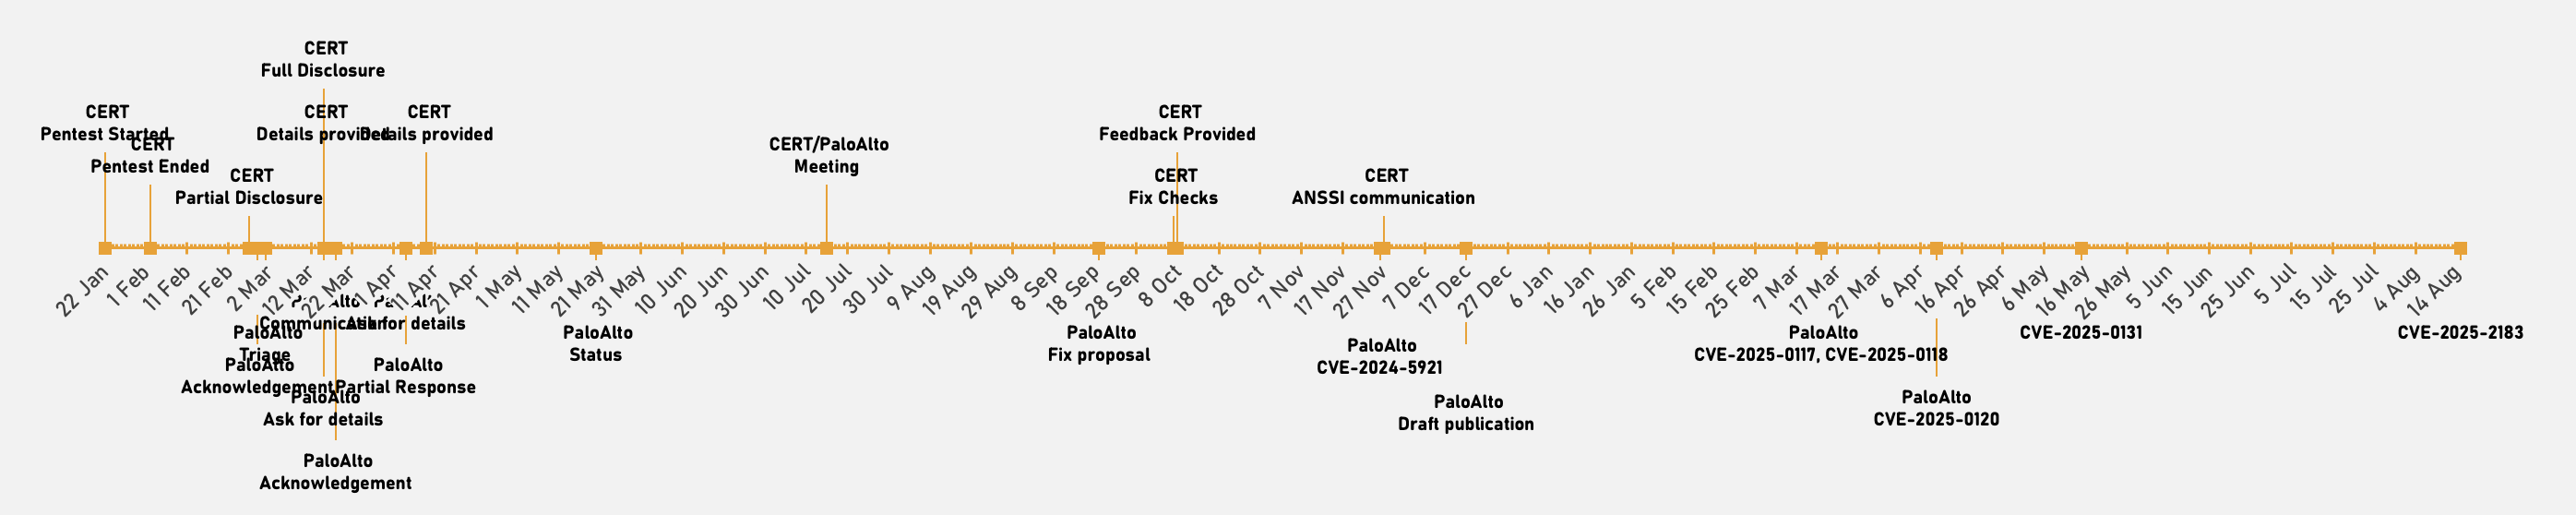 CERT
Full Disclosure
CERT
Pentest Started
CERT
Details provided
CERT
Details provided
CERT
Feedback Provided
CERT
Pentest Ended
CERT/PaloAlto
Meeting
CERT
Partial Disclosure
CERT
Fix Checks
CERT
ANSSI communication
22 Jan
1 Feb
11 Feb
21 Feb
2 Mar
12 Mar
22 Mar
1 Apr
11 Apr
21 Apr
1 May
11 May
21 May
31 May
10 Jun
20 Jun
30 Jun
10 Jul
20 Jul
30 Jul
9 Aug
19 Aug
29 Aug
8 Sep
18 Sep
28 Sep
8 Oct
18 Oct
28 Oct
7 Nov
17 Nov
27 Nov
7 Dec
17 Dec
27 Dec
6 Jan
16 Jan
26 Jan
5 Feb
15 Feb
25 Feb
7 Mar
17 Mar
27 Mar
6 Apr
16 Apr
26 Apr
6 May
16 May
26 May
5 Jun
15 Jun
25 Jun
5 Jul
15 Jul
25 Jul
4 Aug
14 Aug
Communication
Ask for details
PaloAlto
Triage
PaloAlto
Status
PaloAlto
Fix proposal
PaloAlto
CVE-2024-5921
PaloAlto
CVE-2025-0117, CVE-2025-0118
CVE-2025-0131
CVE-2025-2183
PaloAlto
Acknowledgement
PaloAlto
Partial Response
PaloAlto
Ask for details
PaloAlto
Draft publication
PaloAlto
CVE-2025-0120
PaloAlto
Acknowledgement